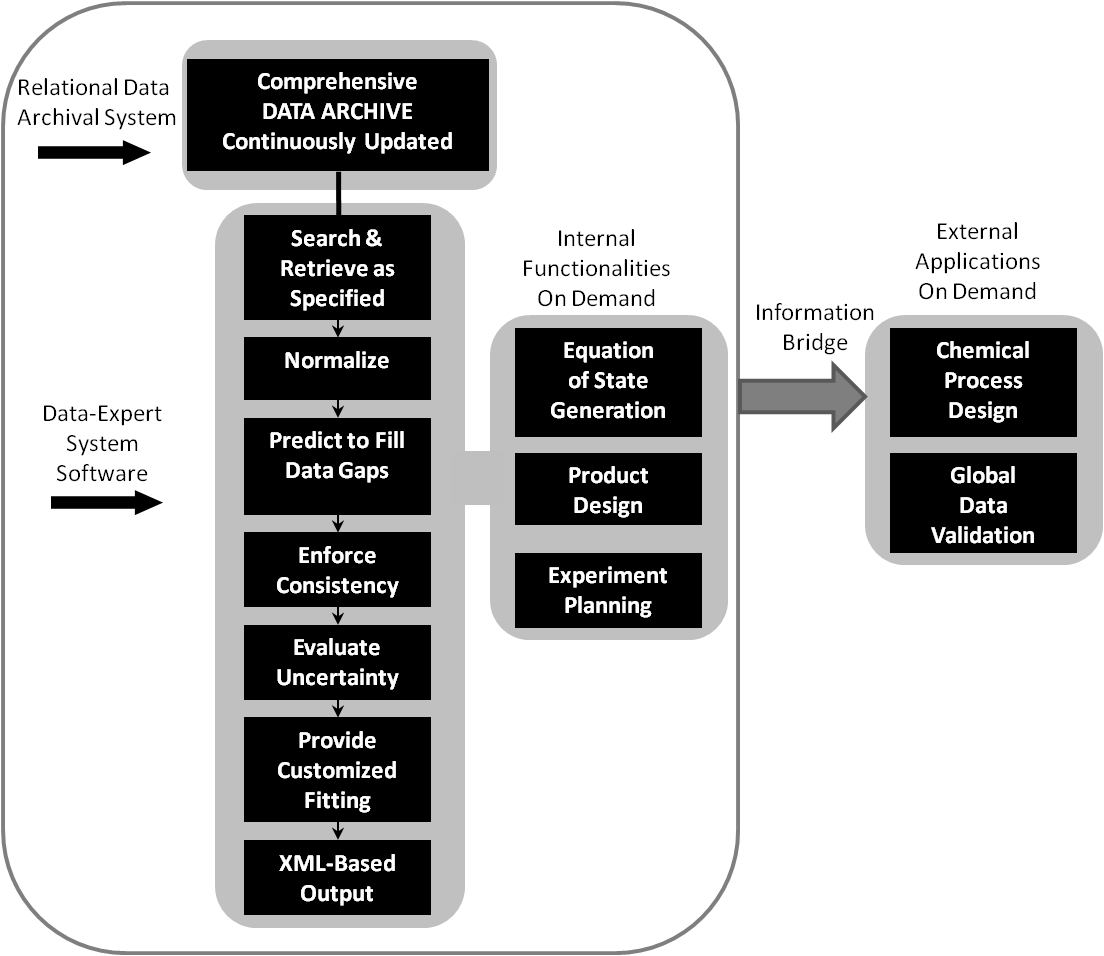 Relational Data
Archival System
Comprehensive
DATA ARCHIVE
Continuously Updated
Data-Expert
System
Software
Search &
Retrieve as
Specified
Normalize
Predict to Fill
Data Gaps
Enforce
Consistency
Evaluate
Uncertainty
Provide
Customized
Fitting
XML-Based
Output
Internal
Functionalities
On Demand
Equation
of State
Generation
Product
Design
Experiment
Planning
Information
Bridge
External
Applications
On Demand
Chemical
Process
Design
Global
Data
Validation